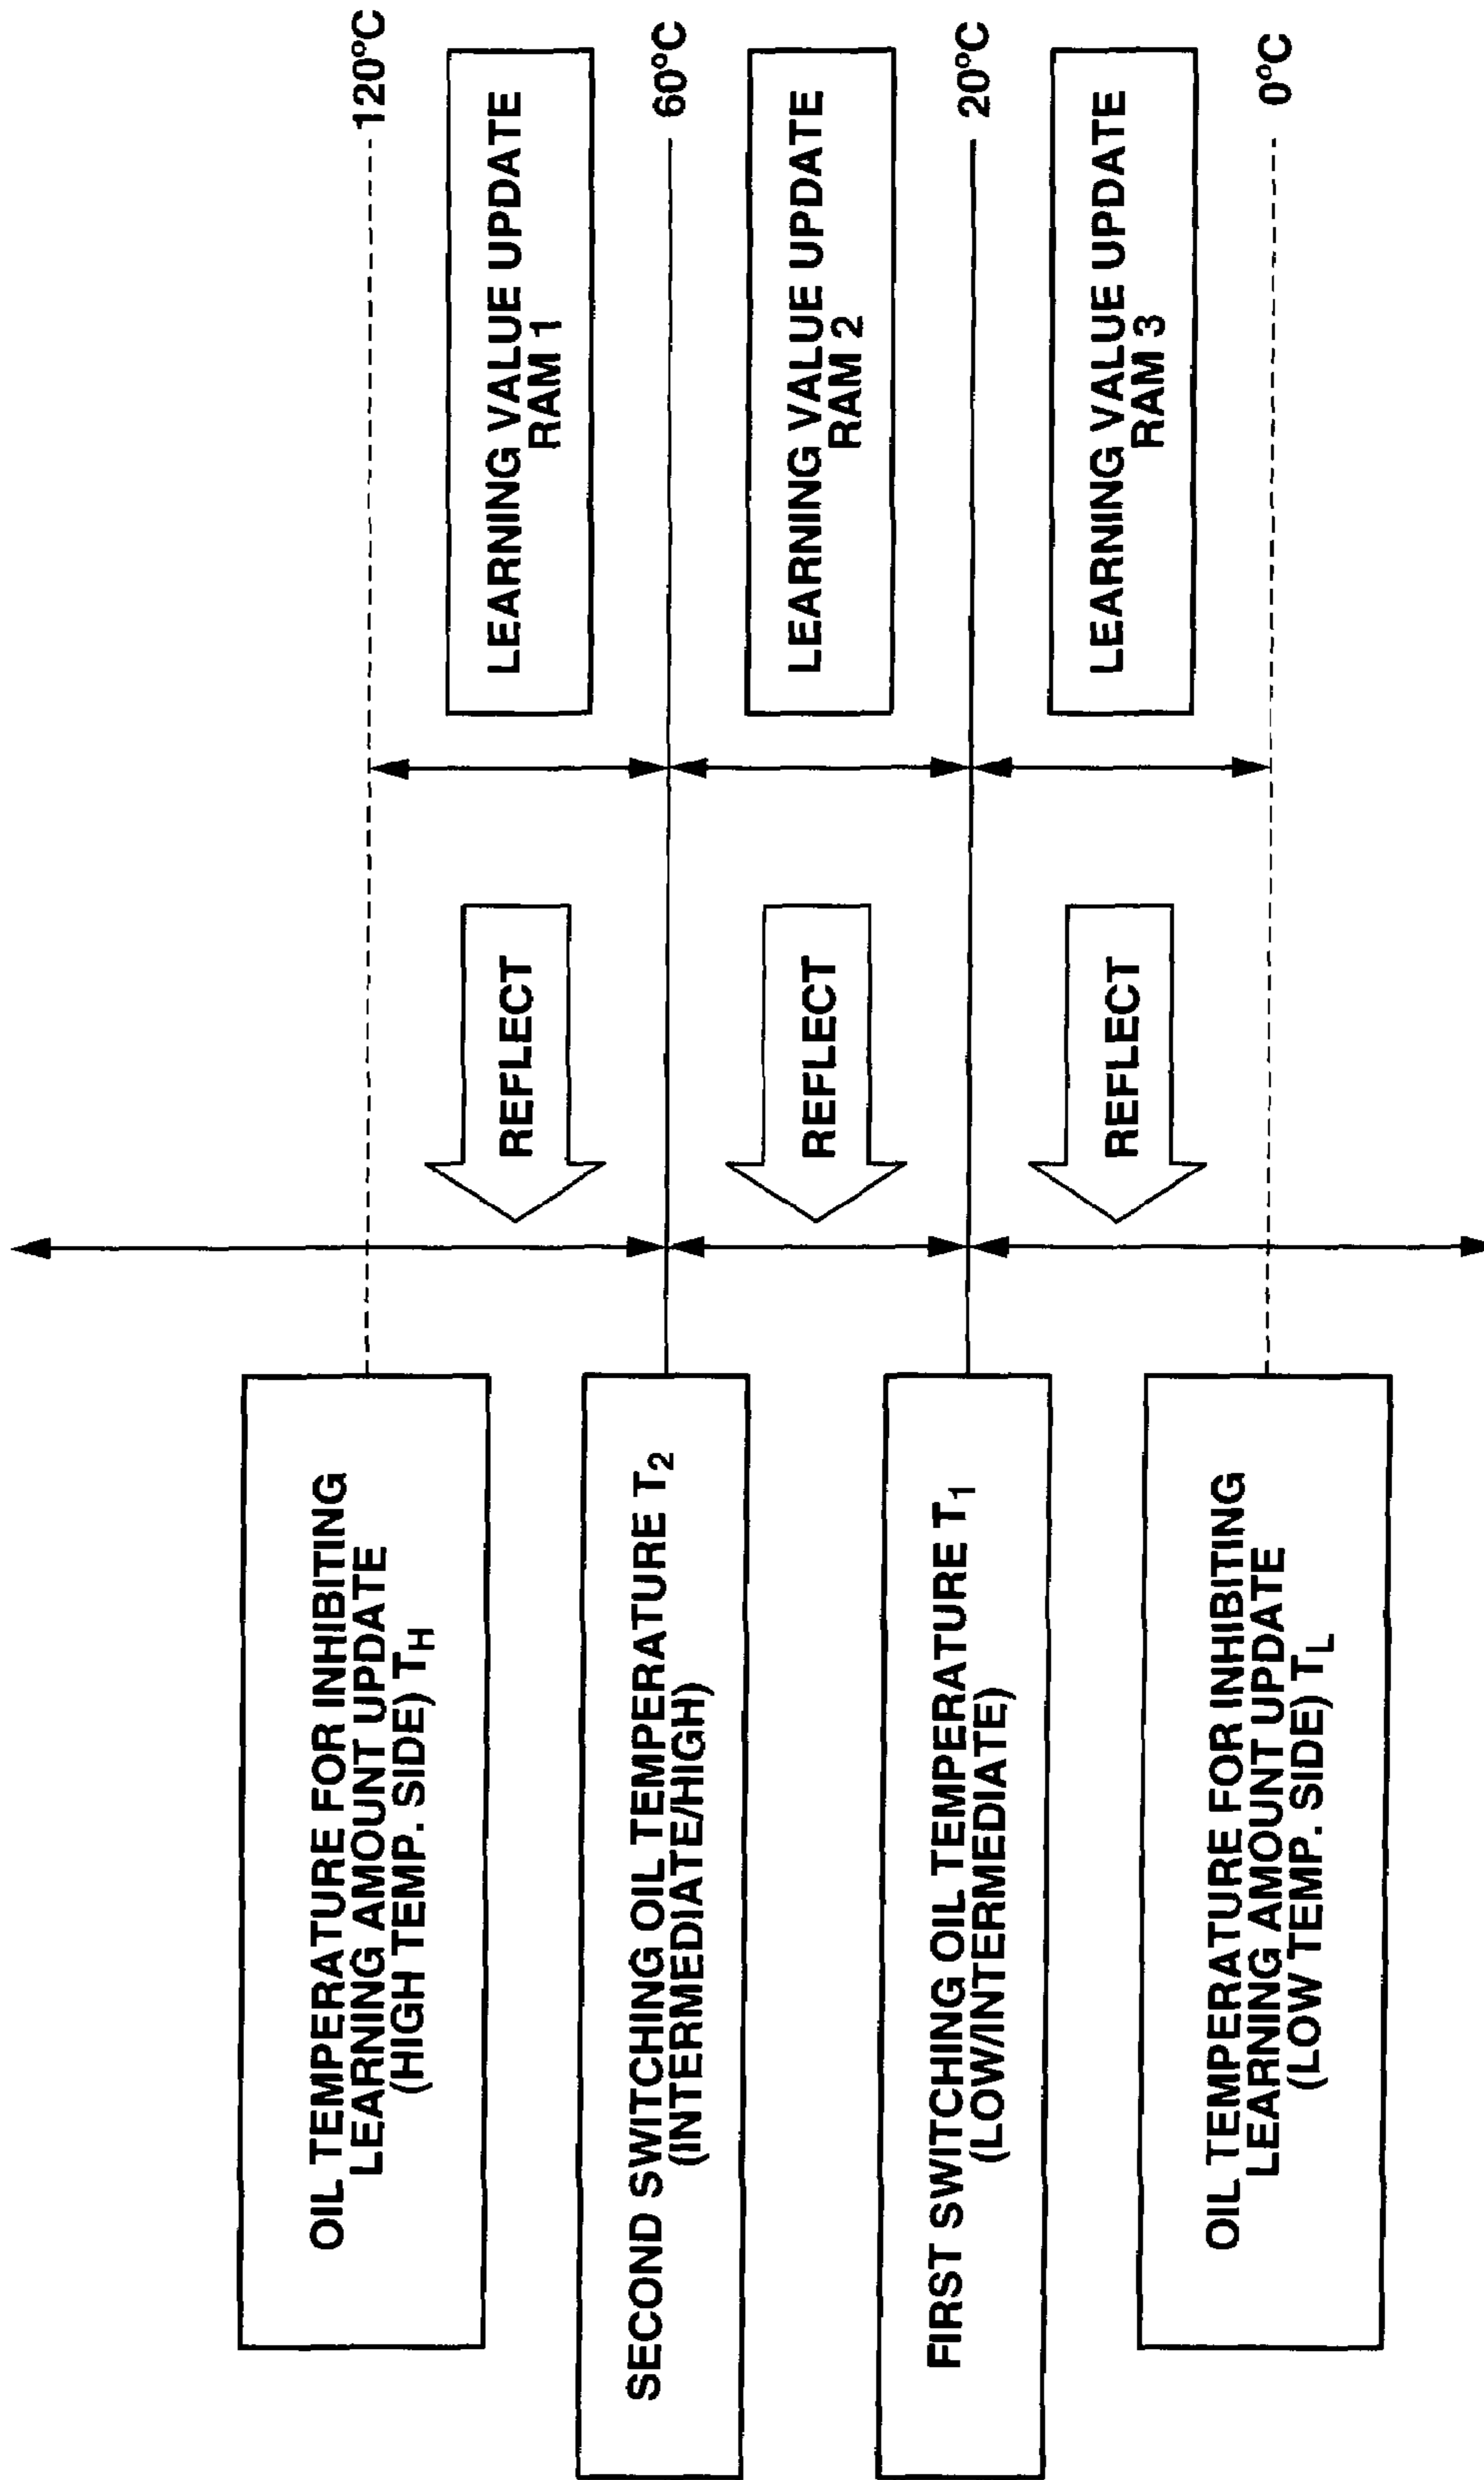 OIL TEMPERATURE FOR INHIBITING
LEARNING AMOUNT UPDATE
(HIGH TEMP. SIDE) TH
120°C
LEARNING VALUE UPDATE
RAM 1
REFLECT
SECOND SWITCHING OIL TEMPERATURE T2
(INTERMEDIATE/HIGH)
60°C
LEARNING VALUE UPDATE
RAM 2
REFLECT
FIRST SWITCHING OIL TEMPERATURE T1
(LOW/INTERMEDIATE)
20°C
LEARNING VALUE UPDATE
RAM 3
REFLECT
OIL TEMPERATURE FOR INHIBITING
LEARNING AMOUNT UPDATE
(LOW TEMP. SIDE) TL
0°C